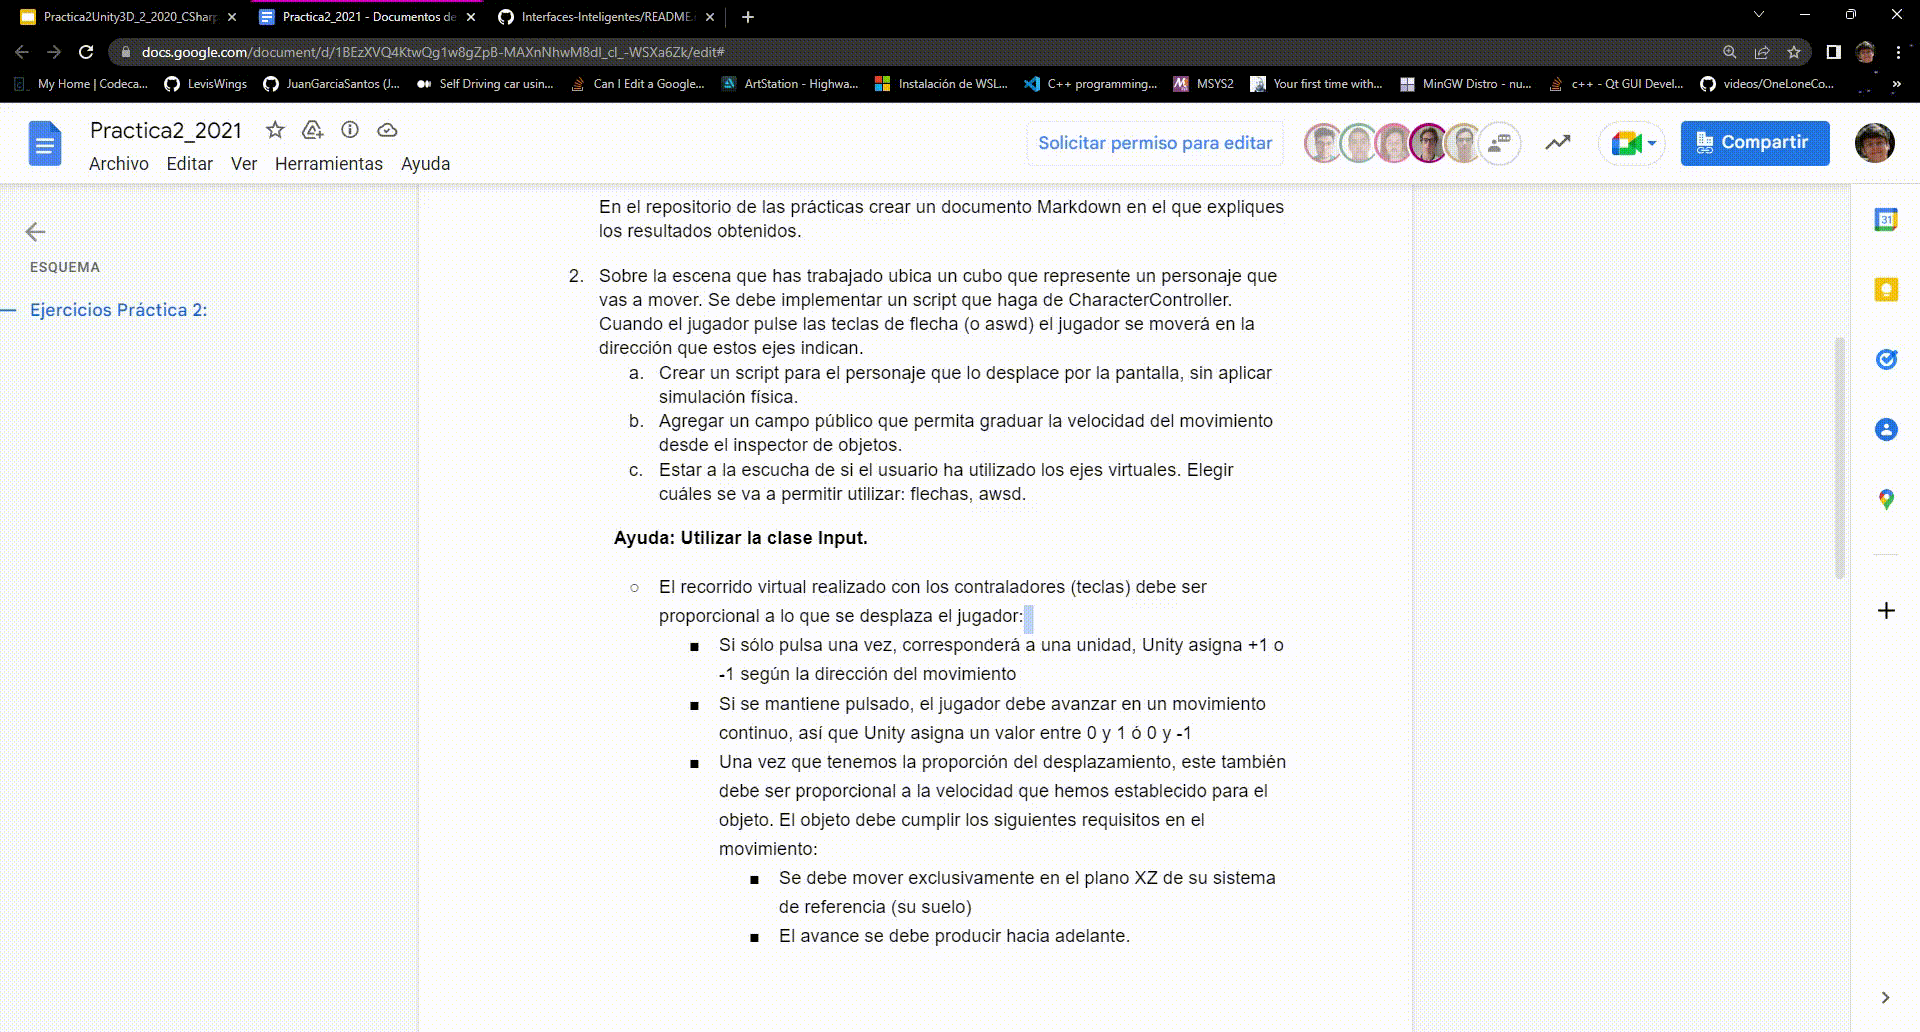 Practica2Unity3D_2_2020_CSharp
Practica2_2021 - Documentos de
Interfaces-Inteligentes/README.
docs.google.com/document/d/1BEzXVQ4KtwQg1w8gZpB-MAXnNhwM8dI_cl_-WSXa6Zk/edit#
My Home | Codeca...
LevisWings
JuanGarciaSantos (J...
Self Driving car usin...
Can I Edit a Google...
ArtStation - Highwa...
Instalación de WSL...
C++ programming...
MSYS2
Your first time with...
MinGW Distro - nu...
c++ - Qt GUI Devel...
videos/OneLoneCo...
»
Practica2_2021
Archivo Editar Ver Herramientas Ayuda
Solicitar permiso para editar
Compartir
ESQUEMA
Ejercicios Práctica 2:
En el repositorio de las prácticas crear un documento Markdown en el que expliques
los resultados obtenidos.
2. Sobre la escena que has trabajado ubica un cubo que represente un personaje que
vas a mover. Se debe implementar un script que haga de CharacterController.
Cuando el jugador pulse las teclas de flecha (o aswd) el jugador se moverá en la
dirección que estos ejes indican.
a. Crear un script para el personaje que lo desplace por la pantalla, sin aplicar
simulación física.
b. Agregar un campo público que permita graduar la velocidad del movimiento
desde el inspector de objetos.
c. Estar a la escucha de si el usuario ha utilizado los ejes virtuales. Elegir
cuáles se va a permitir utilizar: flechas, awsd.
Ayuda: Utilizar la clase Input.
○ El recorrido virtual realizado con los contraladores (teclas) debe ser
proporcional a lo que se desplaza el jugador:
■ Si sólo pulsa una vez, corresponderá a una unidad, Unity asigna +1 o
-1 según la dirección del movimiento
■ Si se mantiene pulsado, el jugador debe avanzar en un movimiento
continuo, así que Unity asigna un valor entre 0 y 1 ó 0 y -1
■ Una vez que tenemos la proporción del desplazamiento, este también
debe ser proporcional a la velocidad que hemos establecido para el
objeto. El objeto debe cumplir los siguientes requisitos en el
movimiento:
■ Se debe mover exclusivamente en el plano XZ de su sistema
de referencia (su suelo)
■ El avance se debe producir hacia adelante.
31